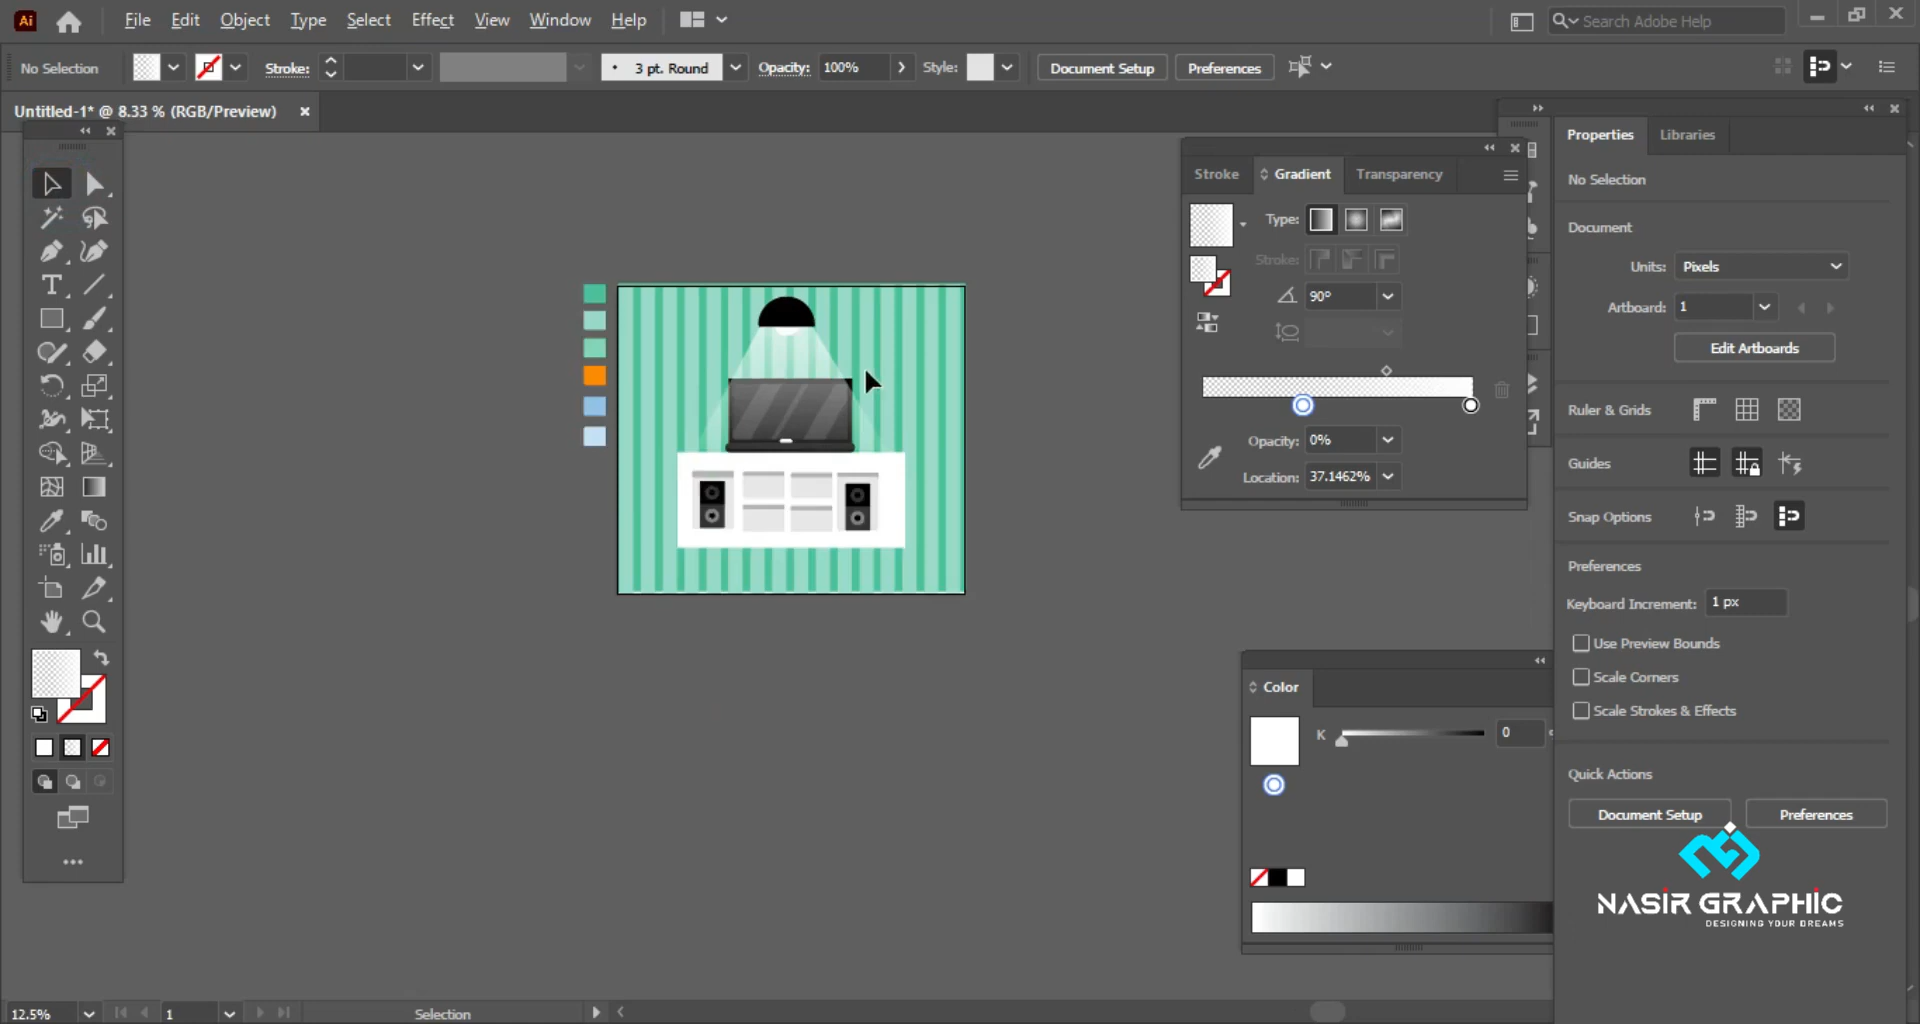 Ai
File Edit Object Type Select Effect View Window Help
Search Adobe Help
No Selection
Stroke:
3 pt. Round
Opacity:
100%
Style:
Document Setup
Preferences
Untitled-1* @ 8.33 % (RGB/Preview)
Stroke
Gradient
Transparency
Type:
Stroke:
90°
Opacity:
0%
Location:
37.1462%
Color
K
0
Properties
Libraries
No Selection
Document
Units:
Pixels
Artboard:
1
Edit Artboards
Ruler & Grids
Guides
Snap Options
Preferences
Keyboard Increment:
1 px
Use Preview Bounds
Scale Corners
Scale Strokes & Effects
Quick Actions
Document Setup
Preferences
NASIR GRAPHIC
DESIGNING YOUR DREAMS
12.5%
1
Selection